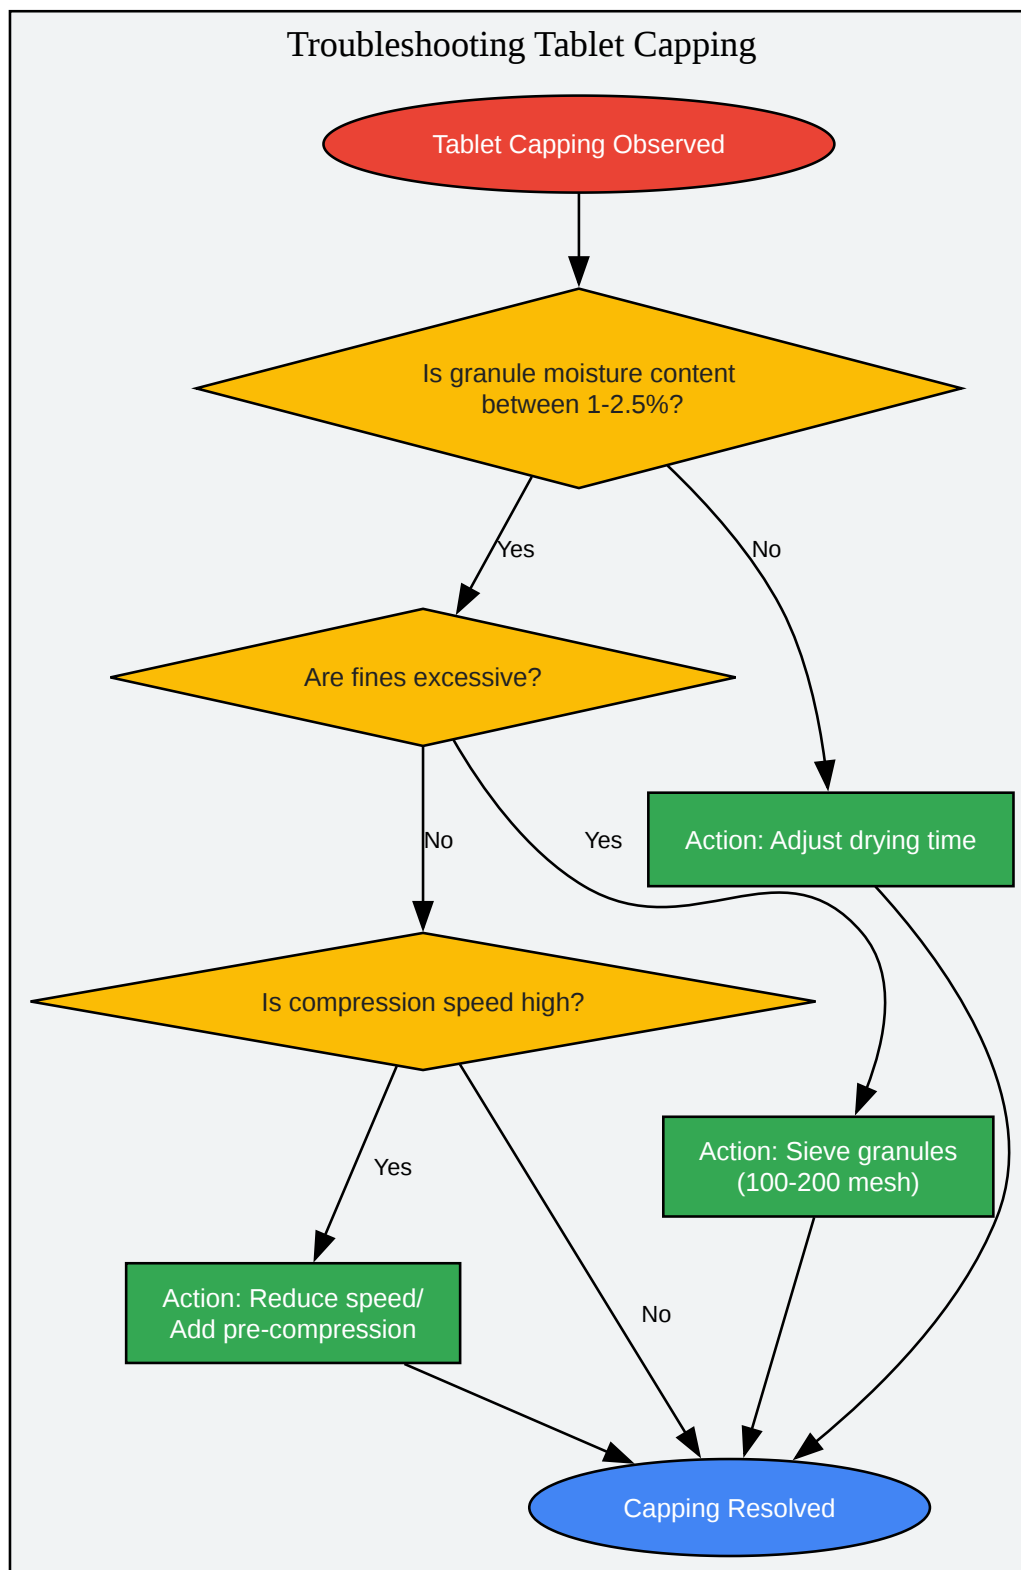 Troubleshooting Tablet Capping
Tablet Capping Observed
Is granule moisture content
between 1-2.5%?
Yes
No
Are fines excessive?
No
Yes
Action: Adjust drying time
Is compression speed high?
Yes
Action: Sieve granules
(100-200 mesh)
Action: Reduce speed/
Add pre-compression
No
Capping Resolved